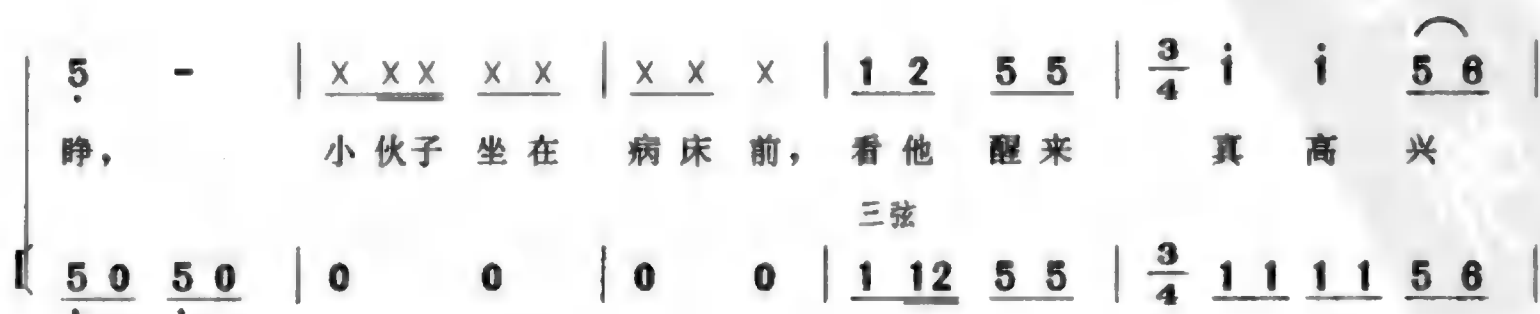 5 - | X X X X X | X X X | 1 2 5 5 | 3/4 i i 5 6 |
睁， 小伙子坐在 病床前， 看他醒来 真高兴
三弦
5 0 5 0 | 0 0 | 0 0 | 1 12 5 5 | 3/4 1 1 1 1 5 6 |